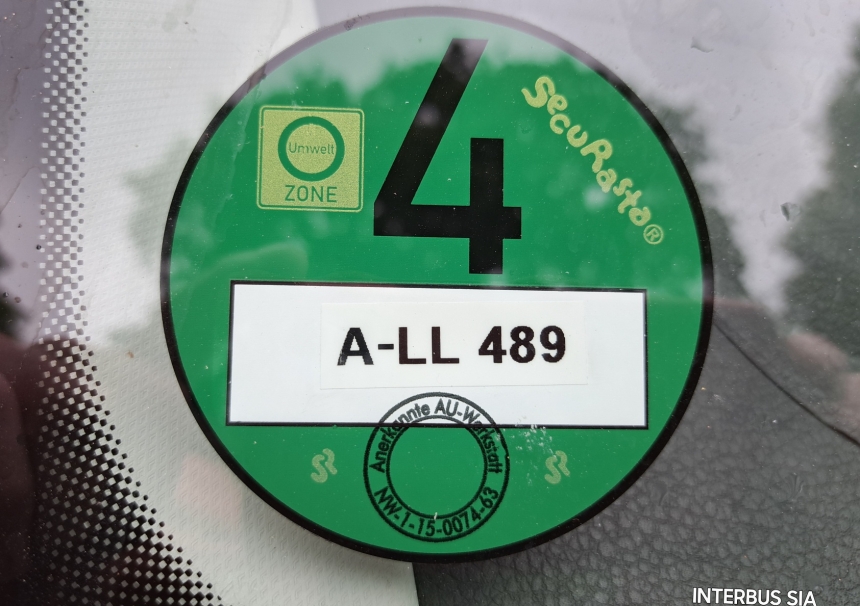 4
SecuRasta®
Umwelt
ZONE
A-LL 489
Anerkannte AU-Werkstatt
NW-1-15-0074-63
INTERBUS SIA